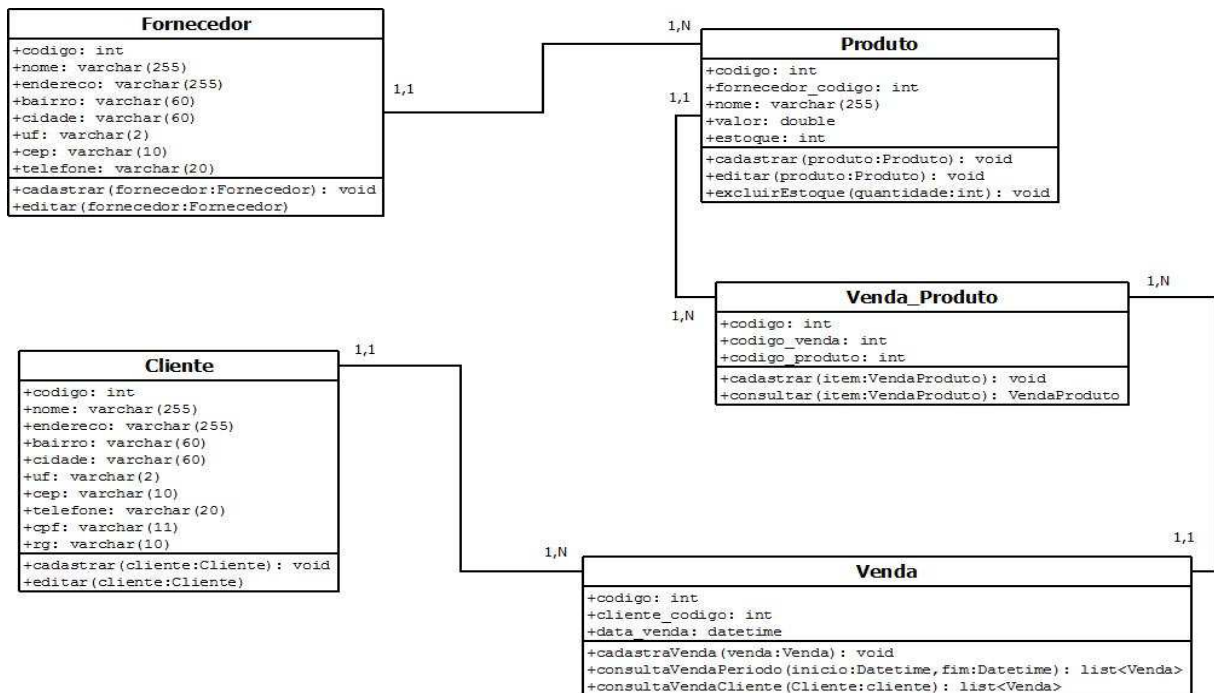 Fornecedor
+codigo: int
+nome: varchar(255)
+endereco: varchar(255)
+bairro: varchar(60)
+cidade: varchar(60)
+uf: varchar(2)
+cep: varchar(10)
+telefone: varchar(20)
+cadastrar(fornecedor:Fornecedor): void
+editar(fornecedor:Fornecedor)
1,1
1,N
Produto
+codigo: int
+fornecedor_codigo: int
+nome: varchar(255)
+valor: double
+estoque: int
+cadastrar(produto:Produto): void
+editar(produto:Produto): void
+excluirEstoque(quantidade:int): void
1,1
1,N
Venda_Produto
+codigo: int
+codigo_venda: int
+codigo_produto: int
+cadastrar(item:VendaProduto): void
+consultar(item:VendaProduto): VendaProduto
1,N
Cliente
+codigo: int
+nome: varchar(255)
+endereco: varchar(255)
+bairro: varchar(60)
+cidade: varchar(60)
+uf: varchar(2)
+cep: varchar(10)
+telefone: varchar(20)
+cpf: varchar(11)
+rg: varchar(10)
+cadastrar(cliente:Cliente): void
+editar(cliente:Cliente)
1,1
1,N
1,1
Venda
+codigo: int
+cliente_codigo: int
+data_venda: datetime
+cadastraVenda(venda:Venda): void
+consultaVendaPeriodo(inicio:Datetime,fim:Datetime): list<Venda>
+consultaVendaCliente(Cliente:cliente): list<Venda>